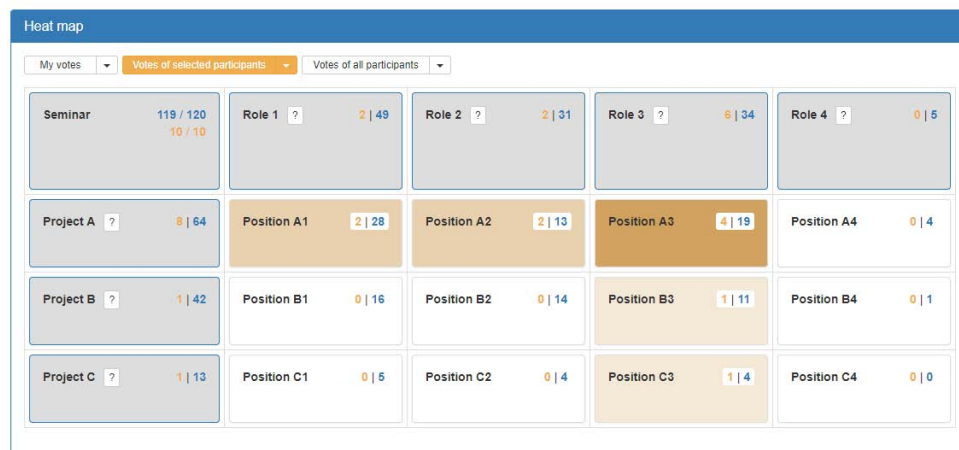 Heat map
My votes Votes of selected participants Votes of all participants
Seminar 119 / 120 Role 1 ? 2 | 49 Role 2 ? 2 | 31 Role 3 ? 6 | 34 Role 4 ? 0 | 5
10 / 10
Project A ? 8 | 64 Position A1 2 | 28 Position A2 2 | 13 Position A3 4 | 19 Position A4 0 | 4
Project B ? 1 | 42 Position B1 0 | 16 Position B2 0 | 14 Position B3 1 | 11 Position B4 0 | 1
Project C ? 1 | 13 Position C1 0 | 5 Position C2 0 | 4 Position C3 1 | 4 Position C4 0 | 0